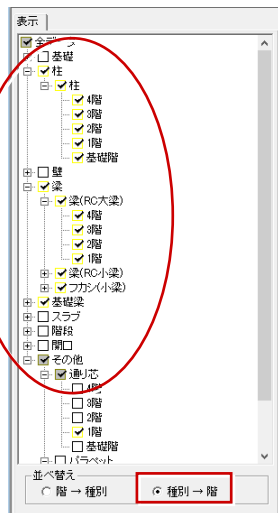 表示
全データ
基礎
柱
柱
4階
3階
2階
1階
基礎階
壁
梁
梁(RC大梁)
4階
3階
2階
1階
梁(RC小梁)
フカシ(小梁)
基礎梁
スラブ
階段
開口
その他
通り芯
4階
3階
2階
1階
基礎階
パラペット
並べ替え
階 → 種別
種別 → 階